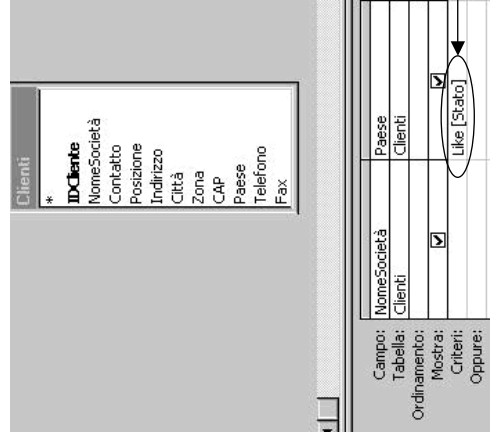 Clienti
*
IDCliente
NomeSocietà
Contatto
Posizione
Indirizzo
Città
Zona
CAP
Paese
Telefono
Fax
Campo: NomeSocietà Paese
Tabella: Clienti Clienti
Ordinamento:
Mostra:
Criteri: Like [Stato]
Oppure: